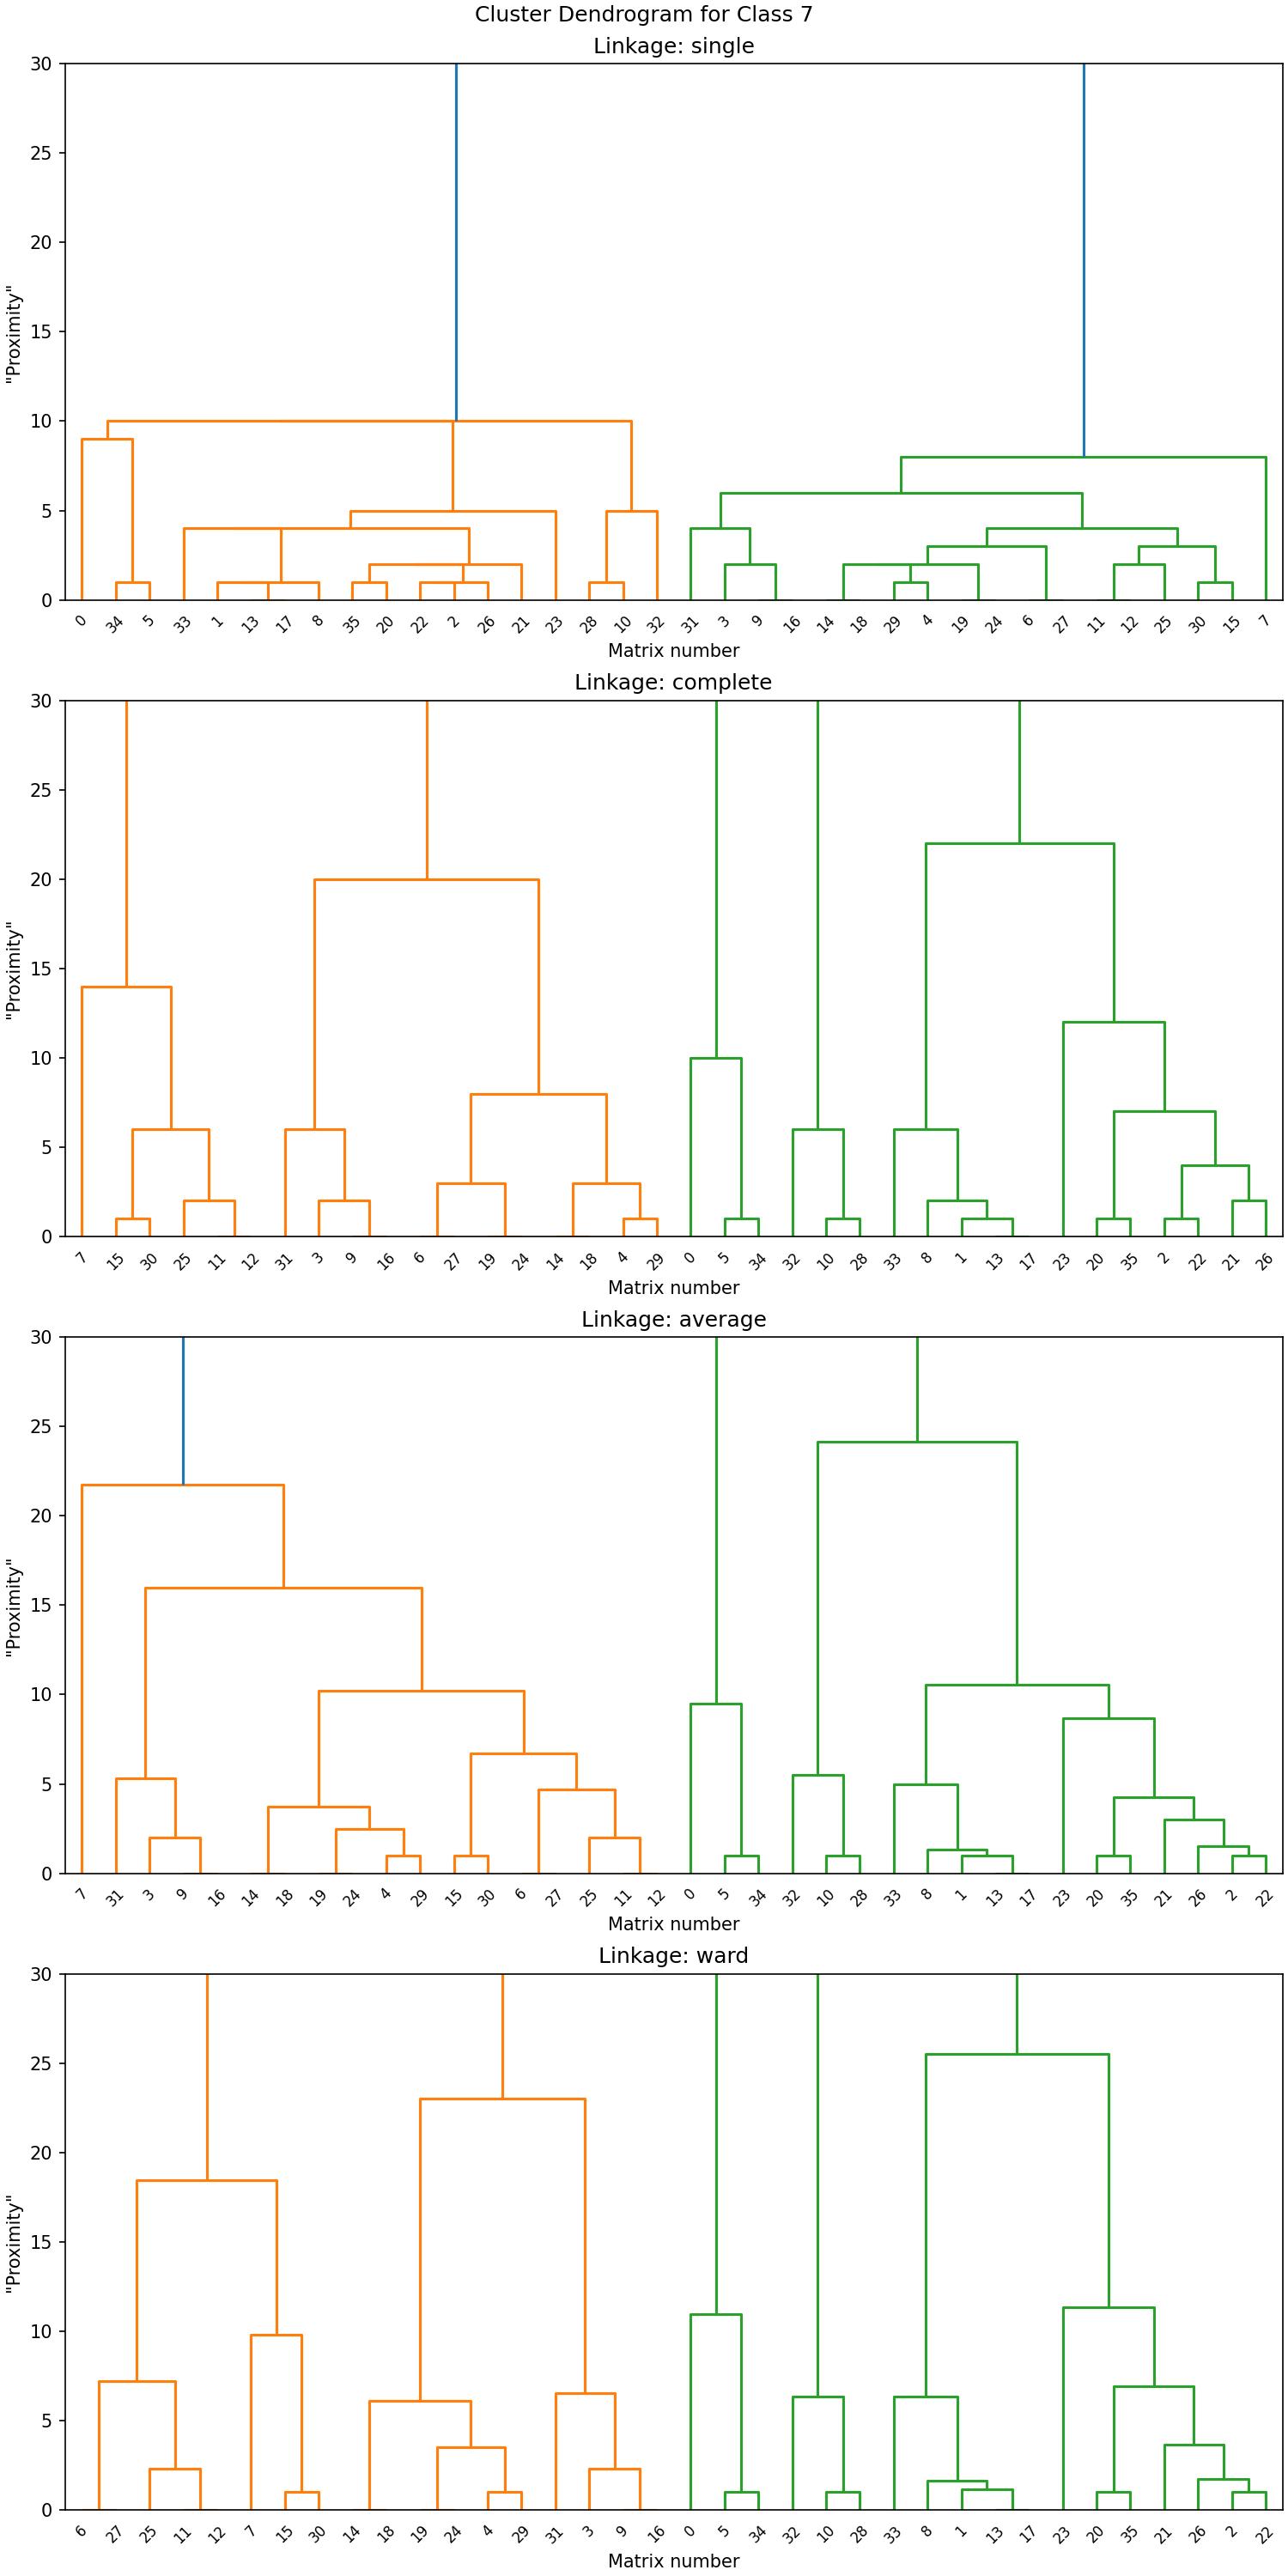 Cluster Dendrogram for Class 7
Linkage: single
30
25
20
15
10
5
0
"Proximity"
0 34 5 33 1 13 17 8 35 20 22 2 26 21 23 28 10 32 31 3 9 16 14 18 29 4 19 24 6 27 11 12 25 30 15 7
Matrix number
Linkage: complete
30
25
20
15
10
5
0
"Proximity"
7 15 30 25 11 12 31 3 9 16 6 27 19 24 14 18 4 29 0 5 34 32 10 28 33 8 1 13 17 23 20 35 2 22 21 26
Matrix number
Linkage: average
30
25
20
15
10
5
0
"Proximity"
7 31 3 9 16 14 18 19 24 4 29 15 30 6 27 25 11 12 0 5 34 32 10 28 33 8 1 13 17 23 20 35 21 26 2 22
Matrix number
Linkage: ward
30
25
20
15
10
5
0
"Proximity"
6 27 25 11 12 7 15 30 14 18 19 24 4 29 31 3 9 16 0 5 34 32 10 28 33 8 1 13 17 23 20 35 21 26 2 22
Matrix number